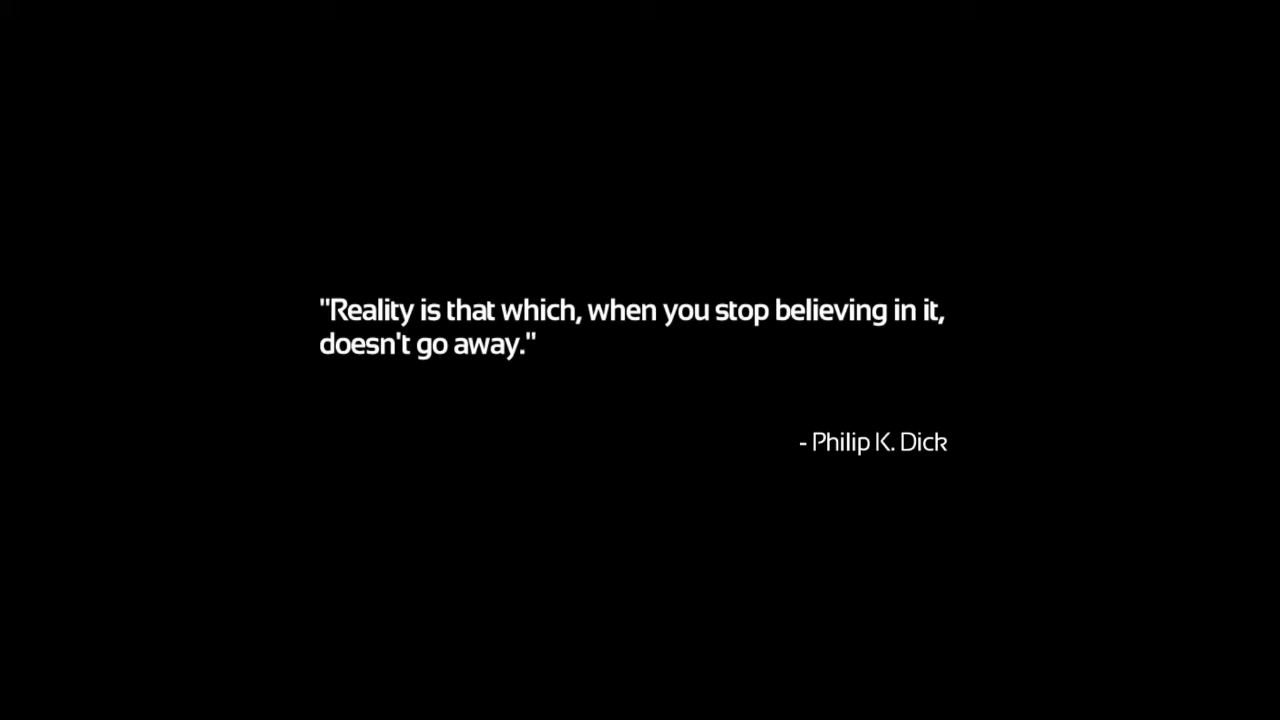 "Reality is that which, when you stop believing in it,
doesn't go away."
- Philip K. Dick